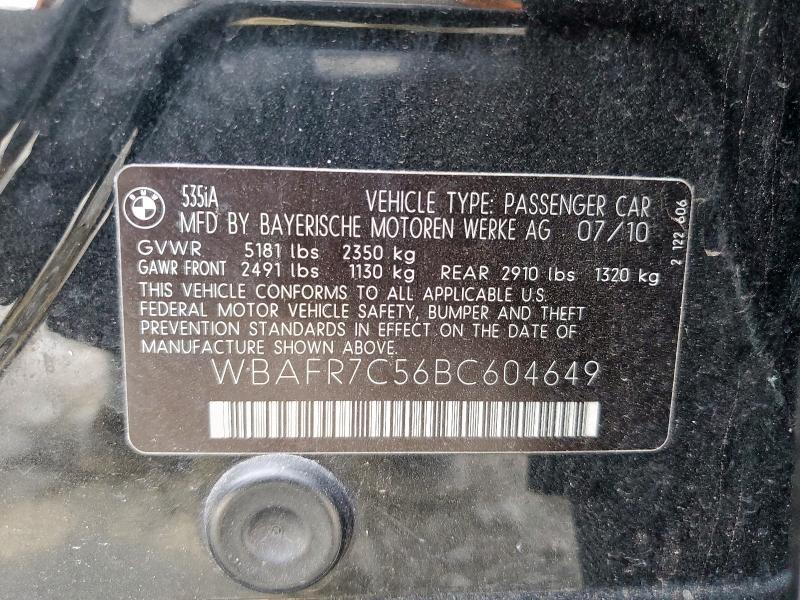 BMW
535iA VEHICLE TYPE: PASSENGER CAR
MFD BY BAYERISCHE MOTOREN WERKE AG 07/10
GVWR 5181 lbs 2350 kg
GAWR FRONT 2491 lbs 1130 kg REAR 2910 lbs 1320 kg
THIS VEHICLE CONFORMS TO ALL APPLICABLE U.S.
FEDERAL MOTOR VEHICLE SAFETY, BUMPER AND THEFT
PREVENTION STANDARDS IN EFFECT ON THE DATE OF
MANUFACTURE SHOWN ABOVE.
WBAFR7C56BC604649
2 122 606